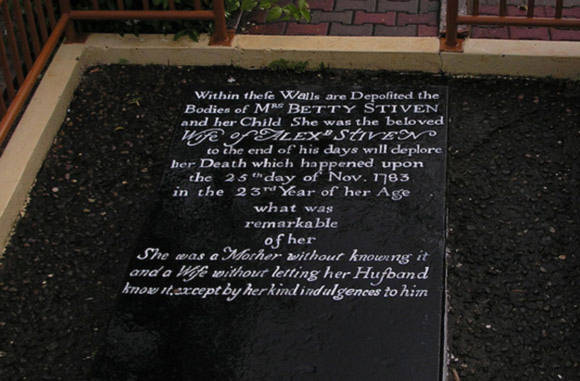 Within theſe Walls are Depoſited the
Bodies of Mrs BETTY STIVEN
and her Child She was the beloved
Wife of ALEXR STIVEN
to the end of his days will deplore
her Death which happened upon
the 25th day of Nov. 1783
in the 23rd Year of her Age
what was
remarkable
of her
She was a Mother without knowing it
and a Wife without letting her Huſband
know it, except by her kind indulgences to him